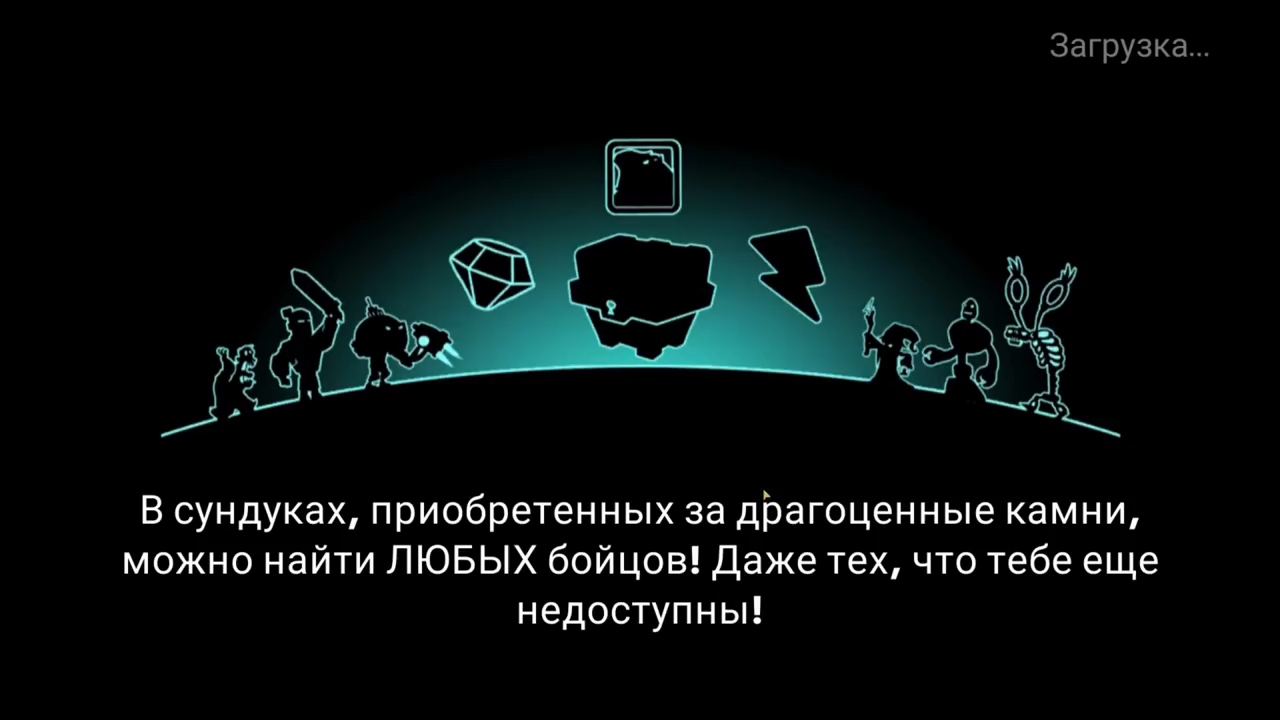 Загрузка...
В сундуках, приобретенных за драгоценные камни,
можно найти ЛЮБЫХ бойцов! Даже тех, что тебе еще
недоступны!